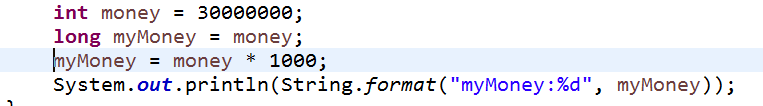 int money = 30000000;
long myMoney = money;
myMoney = money * 1000;
System.out.println(String.format("myMoney:%d", myMoney));